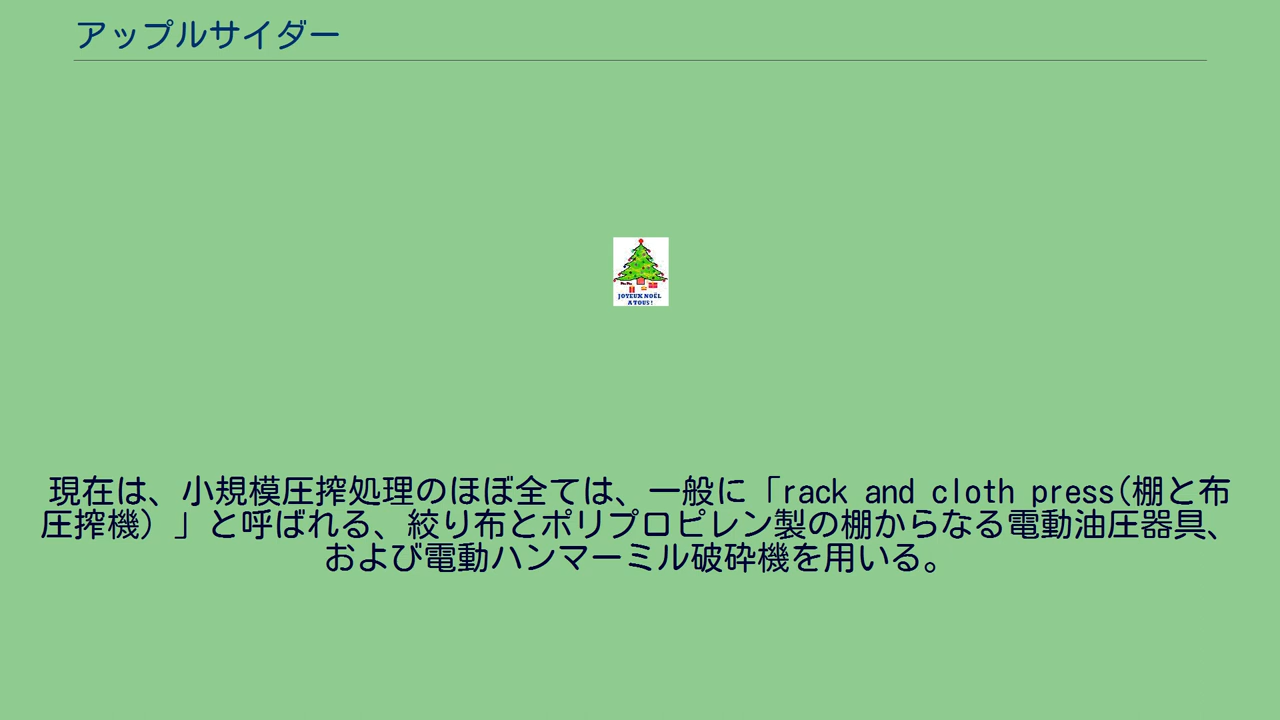 アップルサイダー
JOYEUX NOËL
A TOUS !
現在は、小規模圧搾処理のほぼ全ては、一般に「rack and cloth press(棚と布
圧搾機）」と呼ばれる、絞り布とポリプロピレン製の棚からなる電動油圧器具、
および電動ハンマーミル破砕機を用いる。